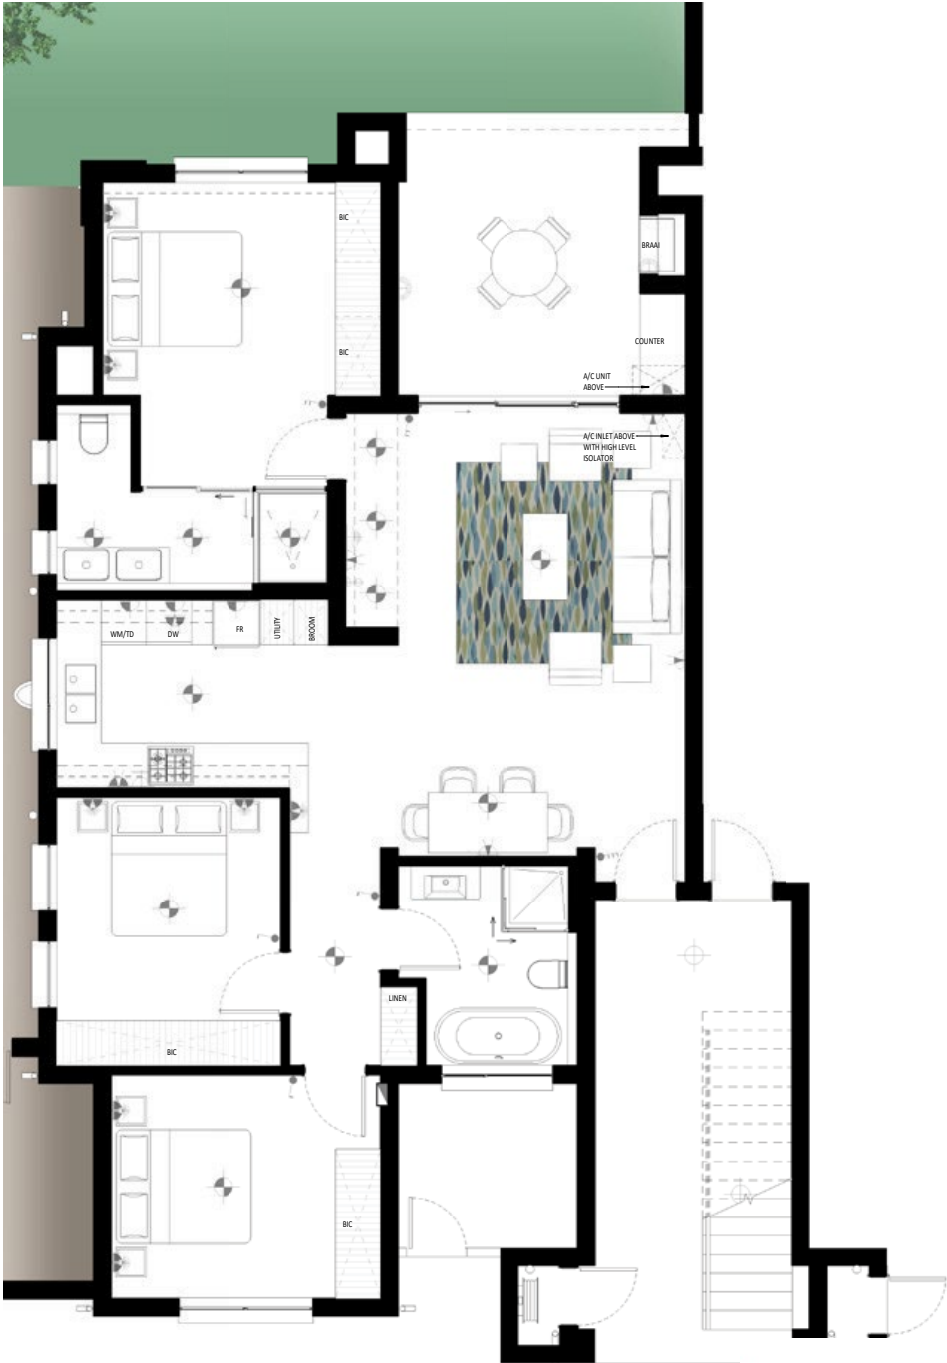 BIC
BRAAI
COUNTER
BIC
A/C UNIT
ABOVE
A/C INLET ABOVE
WITH HIGH LEVEL
ISOLATOR
WM/TD
DW
FR
UTILITY
BROOM
LINEN
BIC
BIC